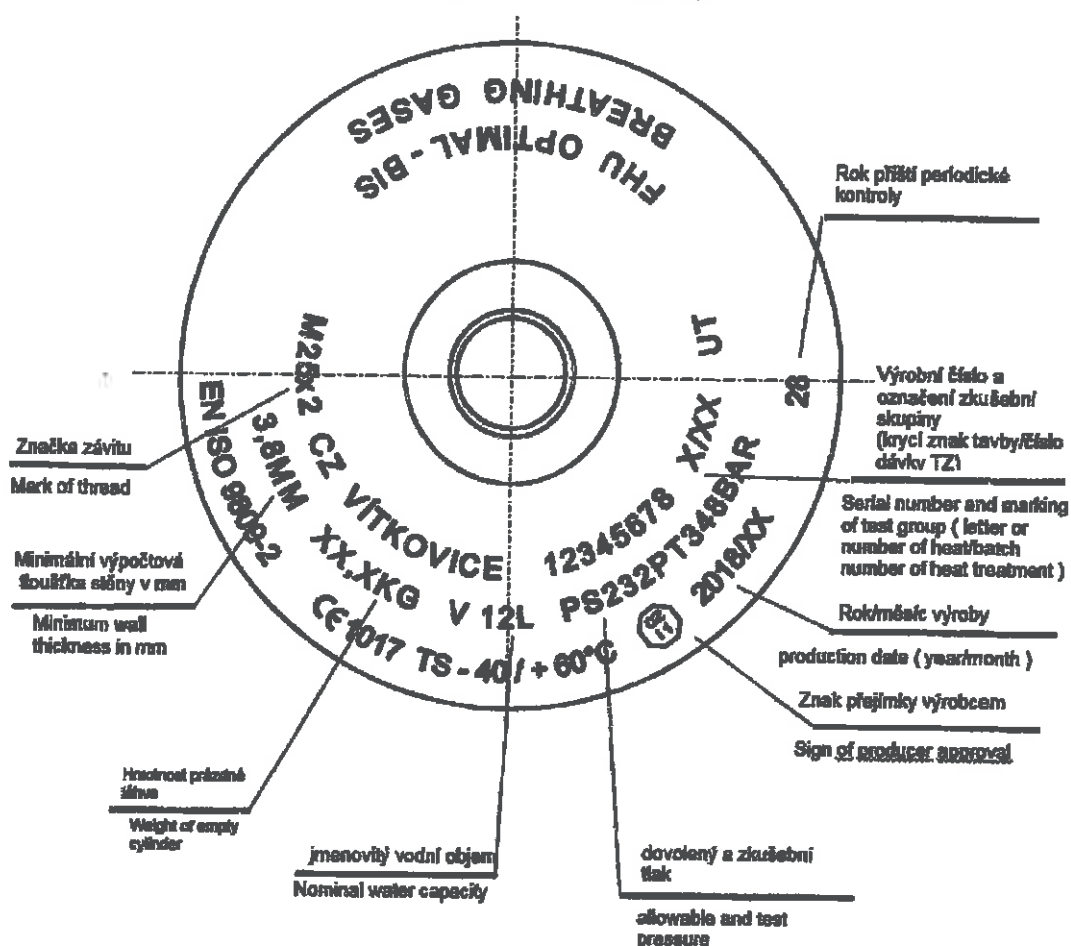 BREATHING GASES
FHU OPTIMAL - BIS
M25x2 CZ VÍTKOVICE 12345678 X/XX UT
3,8MM XX,XKG V 12L PS232PT348BAR
EN ISO 9809-2 CE 1017 TS - 40 / + 60°C 2018/XX 28
Rok příští periodické
kontroly
Výrobní číslo a
označení zkušební
skupiny
(krycí znak tavby/číslo
dávky TZ)
Serial number and marking
of test group ( letter or
number of heat/batch
number of heat treatment )
Rok/měsíc výroby
production date ( year/month )
Znak přejímky výrobcem
Sign of producer approval
dovolený a zkušební
tlak
allowable and test
pressure
jmenovitý vodní objem
Nominal water capacity
Hmotnost prázdné
láhve
Weight of empty
cylinder
Minimální výpočtová
tloušťka stěny v mm
Minimum wall
thickness in mm
Značka závitu
Mark of thread